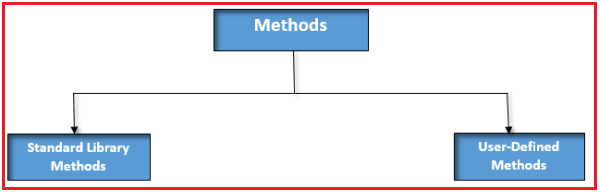 Methods
Standard Library
Methods
User-Defined
Methods